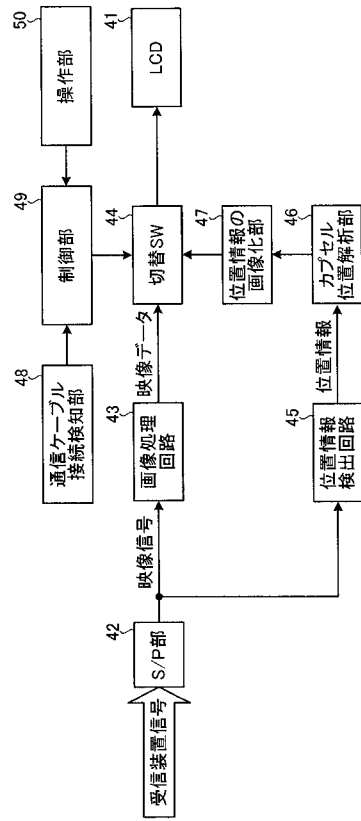 50
操作部
41
LCD
49
制御部
44
切替SW
47
位置情報の
画像化部
46
カプセル
位置解析部
48
通信ケーブル
接続検知部
映像データ
位置情報
43
画像処理
回路
45
位置情報
検出回路
映像信号
42
S/P部
受信装置信号